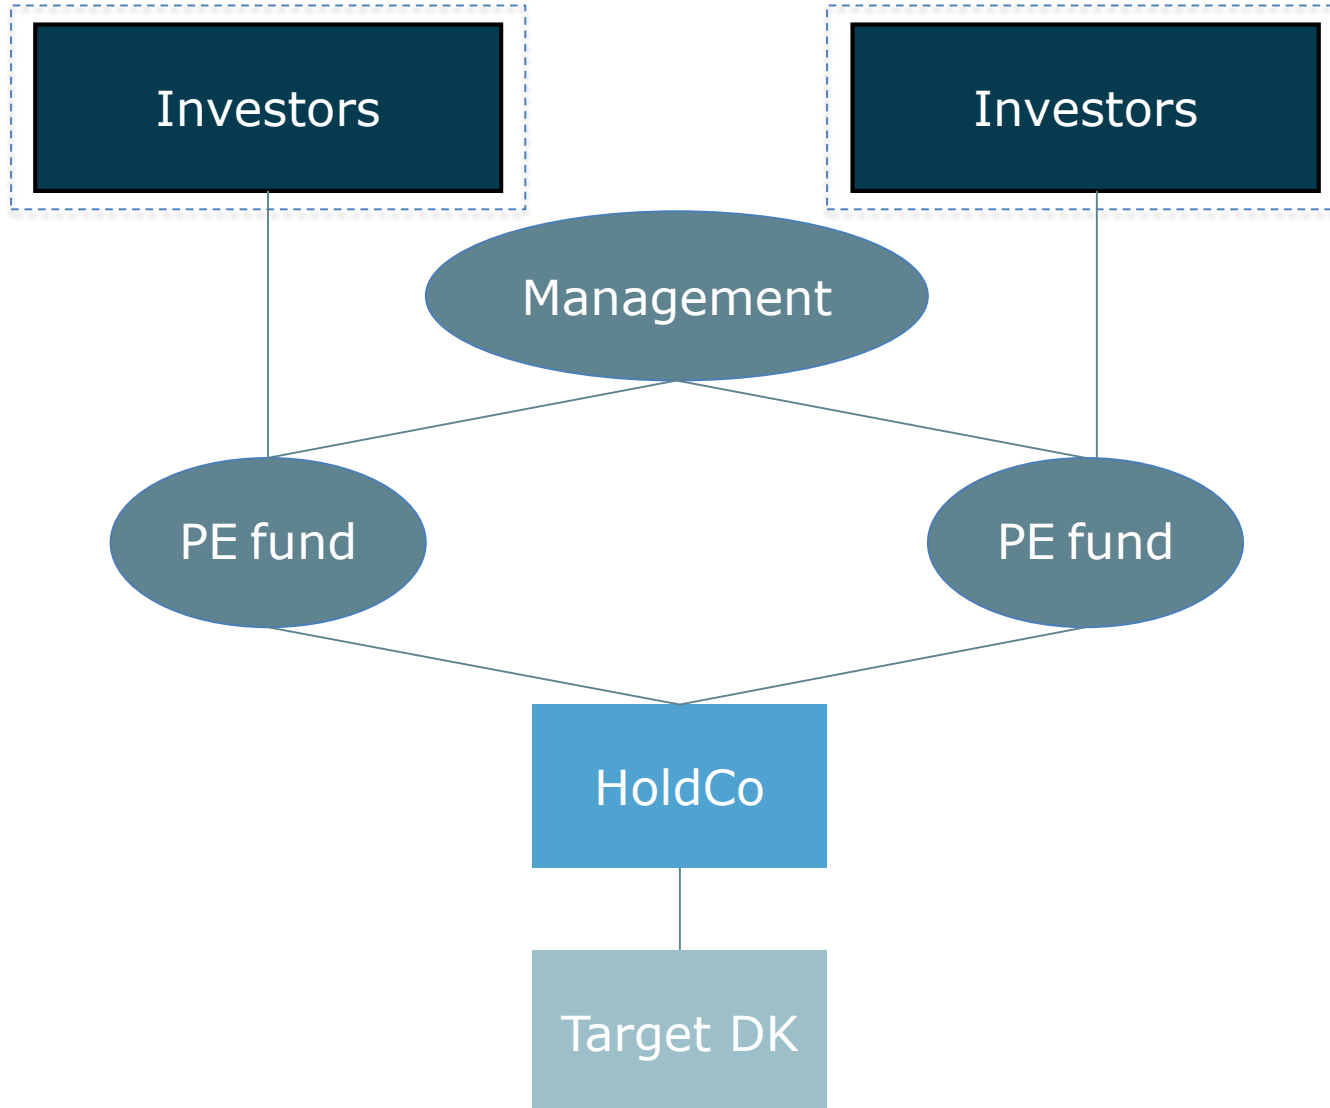 Investors
Investors
Management
PE fund
PE fund
HoldCo
Target DK